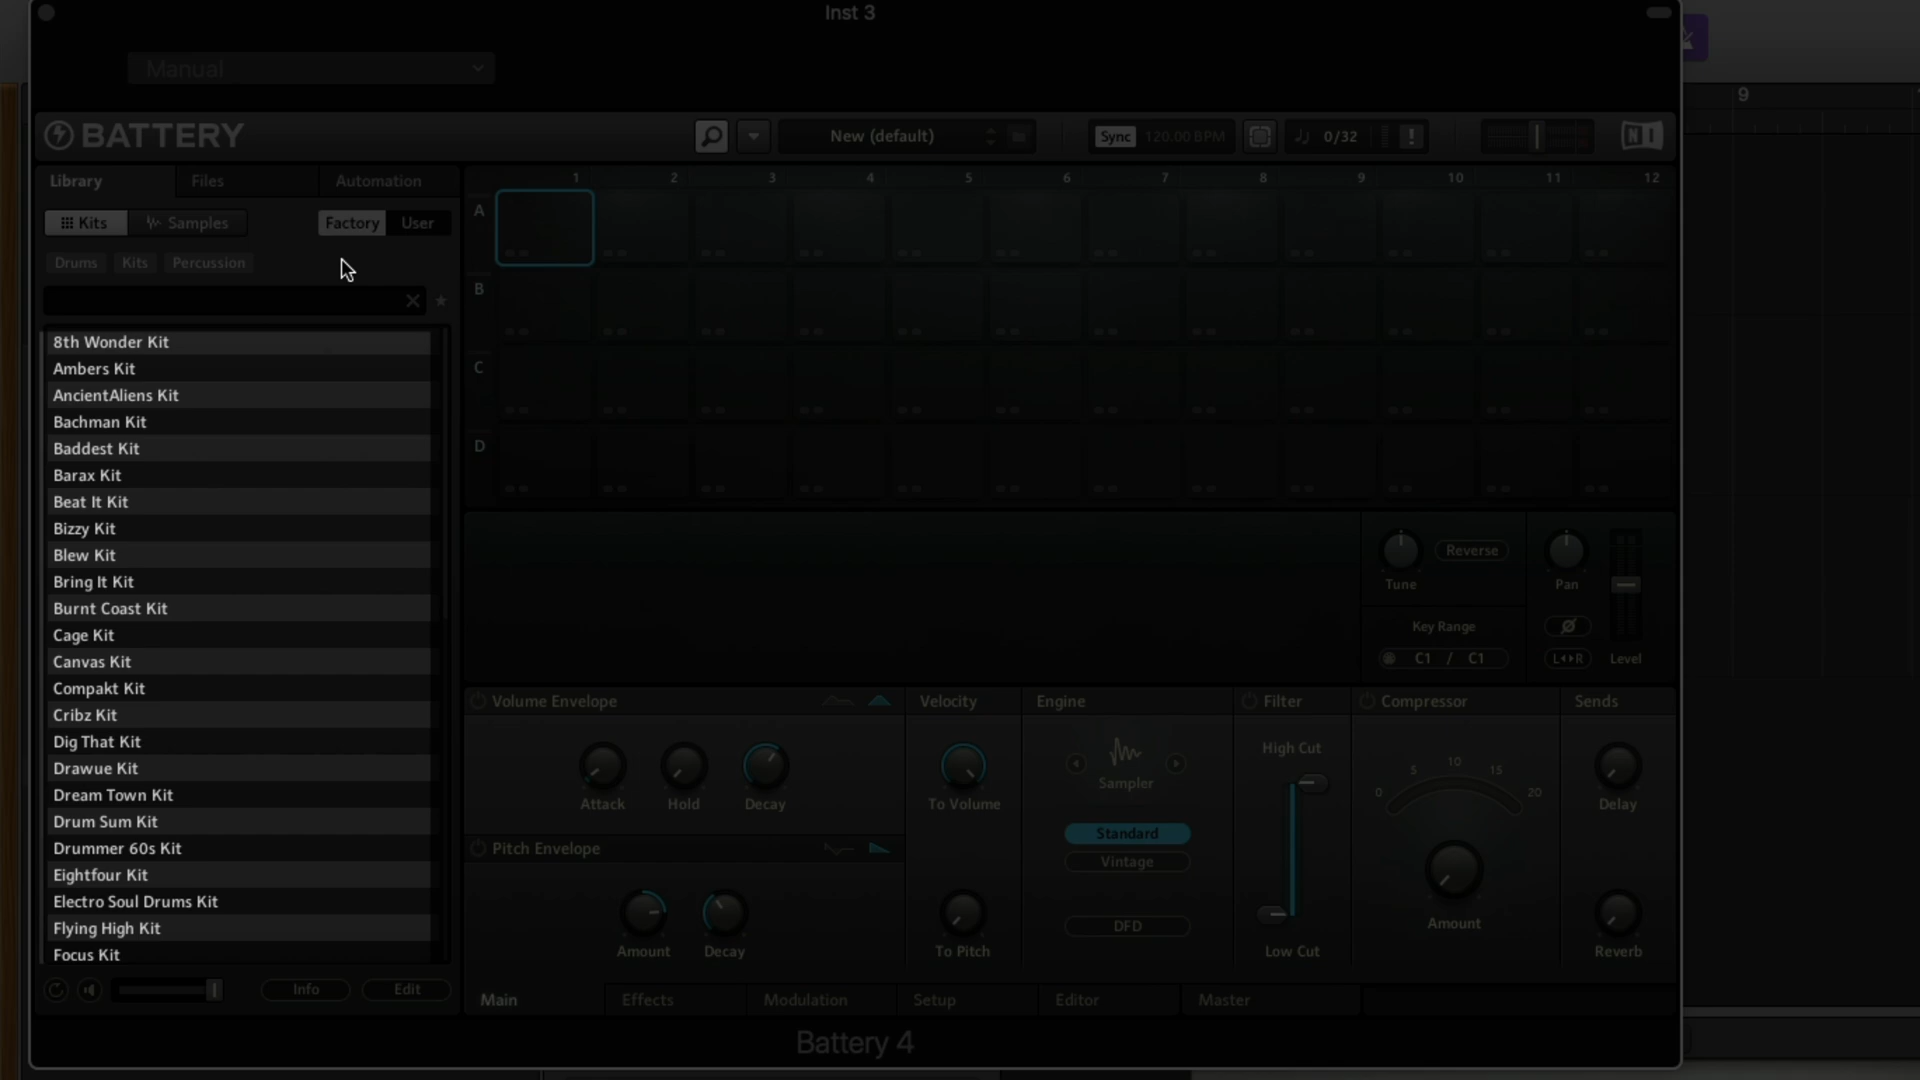 Inst 3
Manual
9
BATTERY
New (default)
Sync 120.00 BPM
0/32
!
NI
Library Files Automation
Kits Samples Factory User
Drums Kits Percussion
1 2 3 4 5 6 7 8 9 10 11 12
A
B
C
D
8th Wonder Kit
Ambers Kit
AncientAliens Kit
Bachman Kit
Baddest Kit
Barax Kit
Beat It Kit
Bizzy Kit
Blew Kit
Bring It Kit
Burnt Coast Kit
Cage Kit
Canvas Kit
Compakt Kit
Cribz Kit
Dig That Kit
Drawue Kit
Dream Town Kit
Drum Sum Kit
Drummer 60s Kit
Eightfour Kit
Electro Soul Drums Kit
Flying High Kit
Focus Kit
Info Edit
Tune Reverse Pan
Key Range
C1 / C1 L R Level
Volume Envelope Velocity Engine Filter Compressor Sends
High Cut
Sampler
0 5 10 15 20
Attack Hold Decay To Volume Delay
Standard
Vintage
Pitch Envelope
DFD
Amount
Amount Decay To Pitch Low Cut Reverb
Main Effects Modulation Setup Editor Master
Battery 4